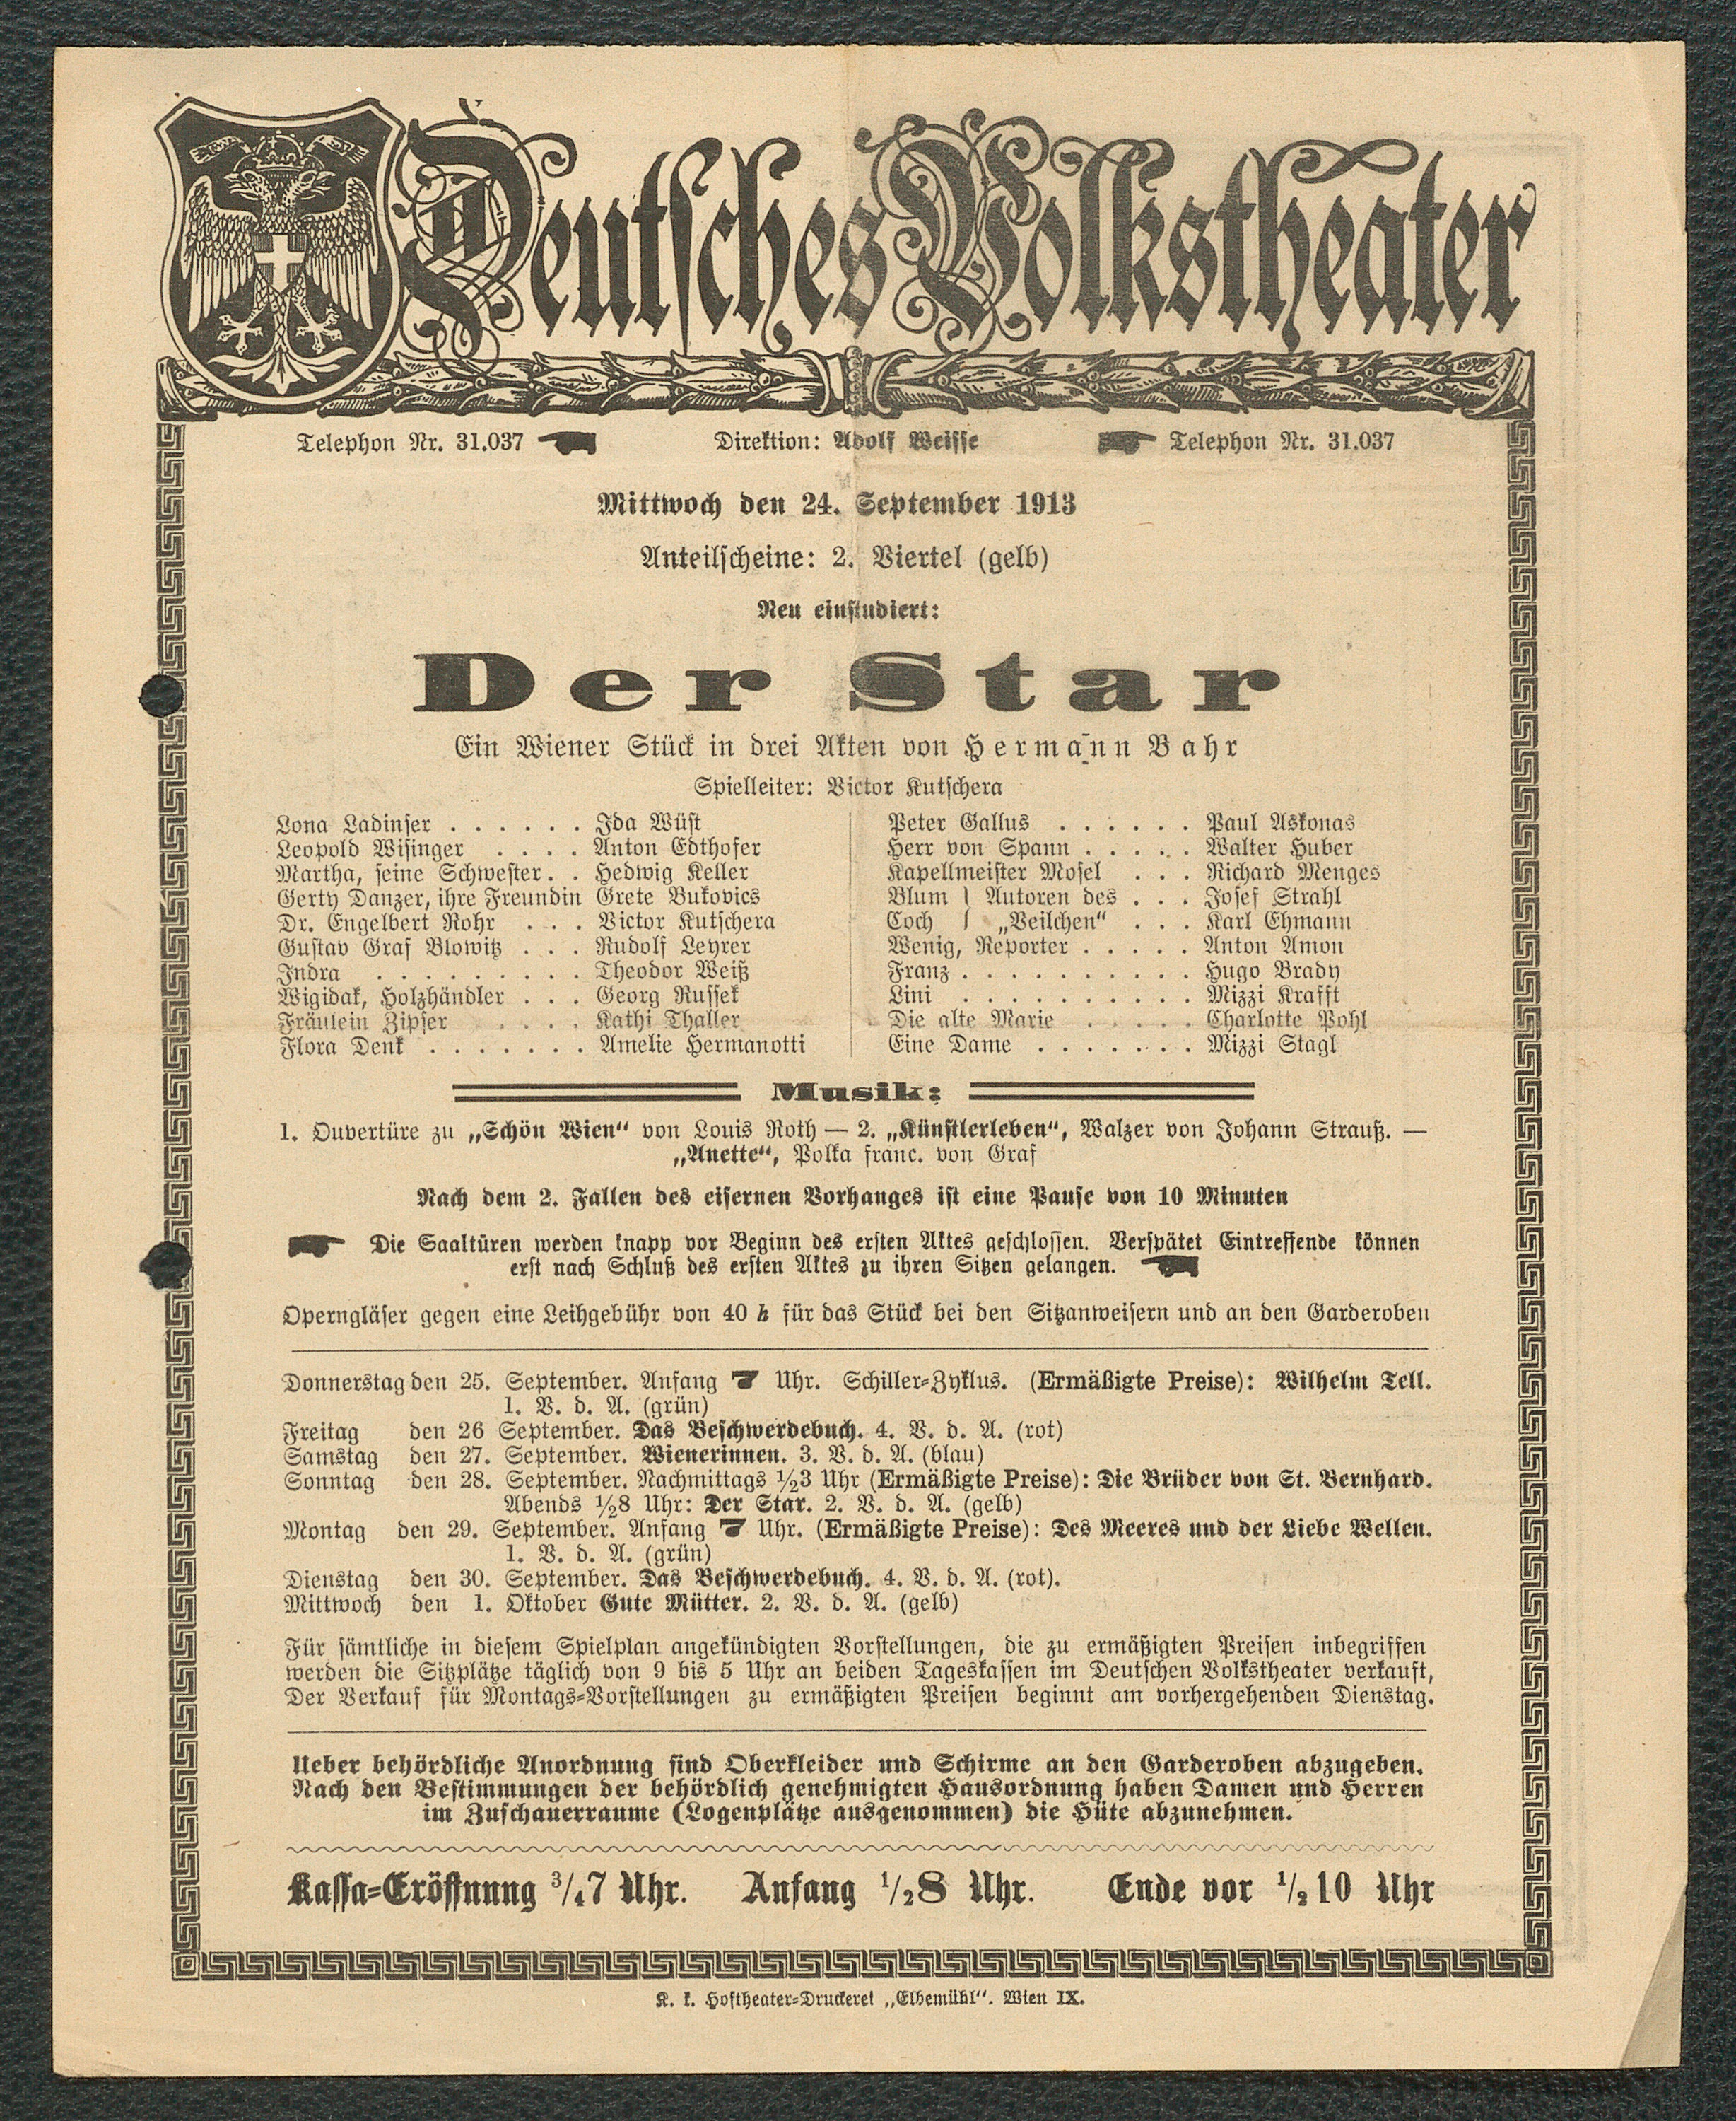 Deutsches Volkstheater
Telephon Nr. 31.037 Direktion: Adolf Weisse Telephon Nr. 31.037
Mittwoch den 24. September 1913
Anteilscheine: 2. Viertel (gelb)
Neu einstudiert:
Der Star
Ein Wiener Stück in drei Akten von Hermann Bahr
Spielleiter: Victor Kutschera
Lona Ladinser . . . . . . Ida Wüst
Leopold Wisinger . . . . Anton Edthofer
Martha, seine Schwester . . Hedwig Keller
Gerty Danzer, ihre Freundin Grete Bukovics
Dr. Engelbert Rohr . . . Victor Kutschera
Gustav Graf Blowitz . . . Rudolf Leyrer
Indra . . . . . . . . . Theodor Weiß
Wigidak, Holzhändler . . . Georg Russek
Fräulein Zipser . . . . Kathi Thaller
Flora Denk . . . . . . . Amelie Hermanotti
Peter Gallus . . . . . . Paul Askonas
Herr von Spann . . . . . Walter Huber
Kapellmeister Mosel . . . Richard Menges
Blum } Autoren des . . . Josef Strahl
Coch } „Veilchen“ . . . Karl Ehmann
Wenig, Reporter . . . . . Anton Amon
Franz . . . . . . . . . . Hugo Brady
Lini . . . . . . . . . . Mizzi Krafft
Die alte Marie . . . . . Charlotte Pohl
Eine Dame . . . . . . . Mizzi Stagl
Musik:
1. Ouvertüre zu „Schön Wien“ von Louis Roth — 2. „Künstlerleben“, Walzer von Johann Strauß. —
„Anette“, Polka franc. von Graf
Nach dem 2. Fallen des eisernen Vorhanges ist eine Pause von 10 Minuten
Die Saaltüren werden knapp vor Beginn des ersten Aktes geschlossen. Verspätet Eintreffende können
erst nach Schluß des ersten Aktes zu ihren Sitzen gelangen.
Operngläser gegen eine Leihgebühr von 40 h für das Stück bei den Sitzanweisern und an den Garderoben
Donnerstag den 25. September. Anfang 7 Uhr. Schiller-Zyklus. (Ermäßigte Preise): Wilhelm Tell.
1. V. d. A. (grün)
Freitag den 26 September. Das Beschwerdebuch. 4. V. d. A. (rot)
Samstag den 27. September. Wienerinnen. 3. V. d. A. (blau)
Sonntag den 28. September. Nachmittags 1/2 3 Uhr (Ermäßigte Preise): Die Brüder von St. Bernhard.
Abends 1/2 8 Uhr: Der Star. 2. V. d. A. (gelb)
Montag den 29. September. Anfang 7 Uhr. (Ermäßigte Preise): Des Meeres und der Liebe Wellen.
1. V. d. A. (grün)
Dienstag den 30. September. Das Beschwerdebuch. 4. V. d. A. (rot).
Mittwoch den 1. Oktober Gute Mütter. 2. V. d. A. (gelb)
Für sämtliche in diesem Spielplan angekündigten Vorstellungen, die zu ermäßigten Preisen inbegriffen
werden die Sitzplätze täglich von 9 bis 5 Uhr an beiden Tageskassen im Deutschen Volkstheater verkauft,
Der Verkauf für Montags-Vorstellungen zu ermäßigten Preisen beginnt am vorhergehenden Dienstag.
Ueber behördliche Anordnung sind Oberkleider und Schirme an den Garderoben abzugeben.
Nach den Bestimmungen der behördlich genehmigten Hausordnung haben Damen und Herren
im Zuschauerraume (Logenplätze ausgenommen) die Hüte abzunehmen.
Kassa-Eröffnung 3/4 7 Uhr. Anfang 1/2 8 Uhr. Ende vor 1/2 10 Uhr
K. k. Hoftheater-Druckerei „Elbemühl“. Wien IX.